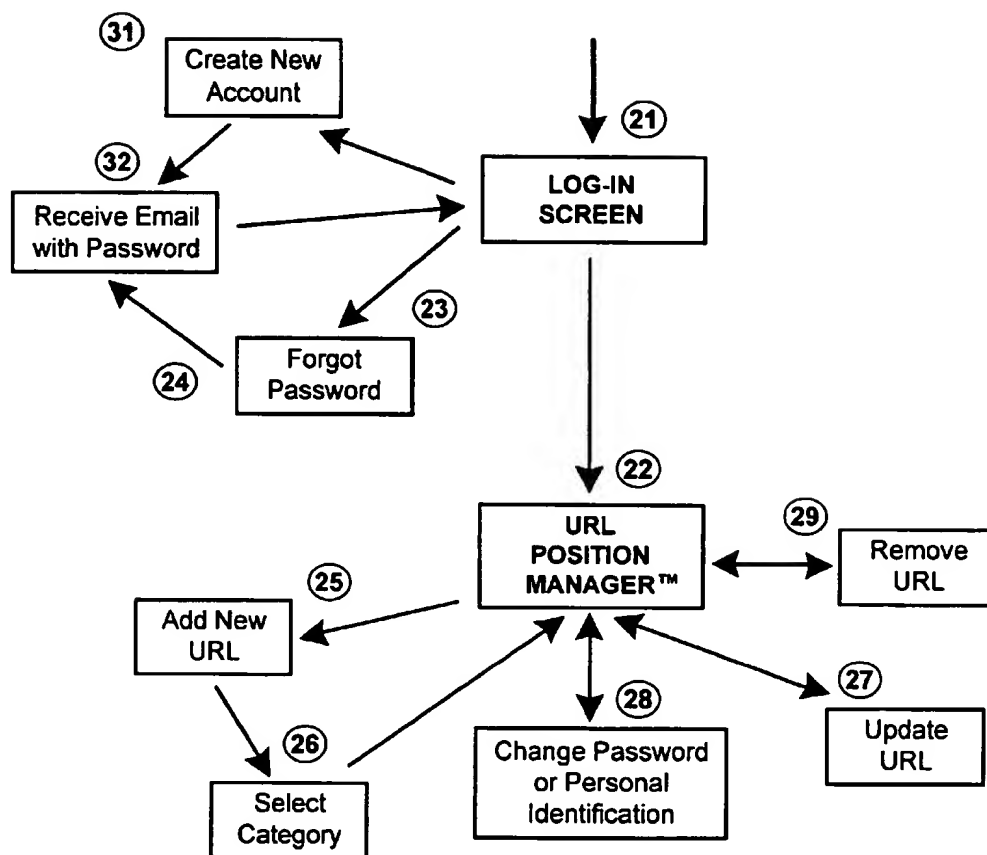 31
Create New
Account
21
LOG-IN
SCREEN
32
Receive Email
with Password
23
Forgot
Password
24
22
URL
POSITION
MANAGER™
29
Remove
URL
25
Add New
URL
27
Update
URL
28
Change Password
or Personal
Identification
26
Select
Category